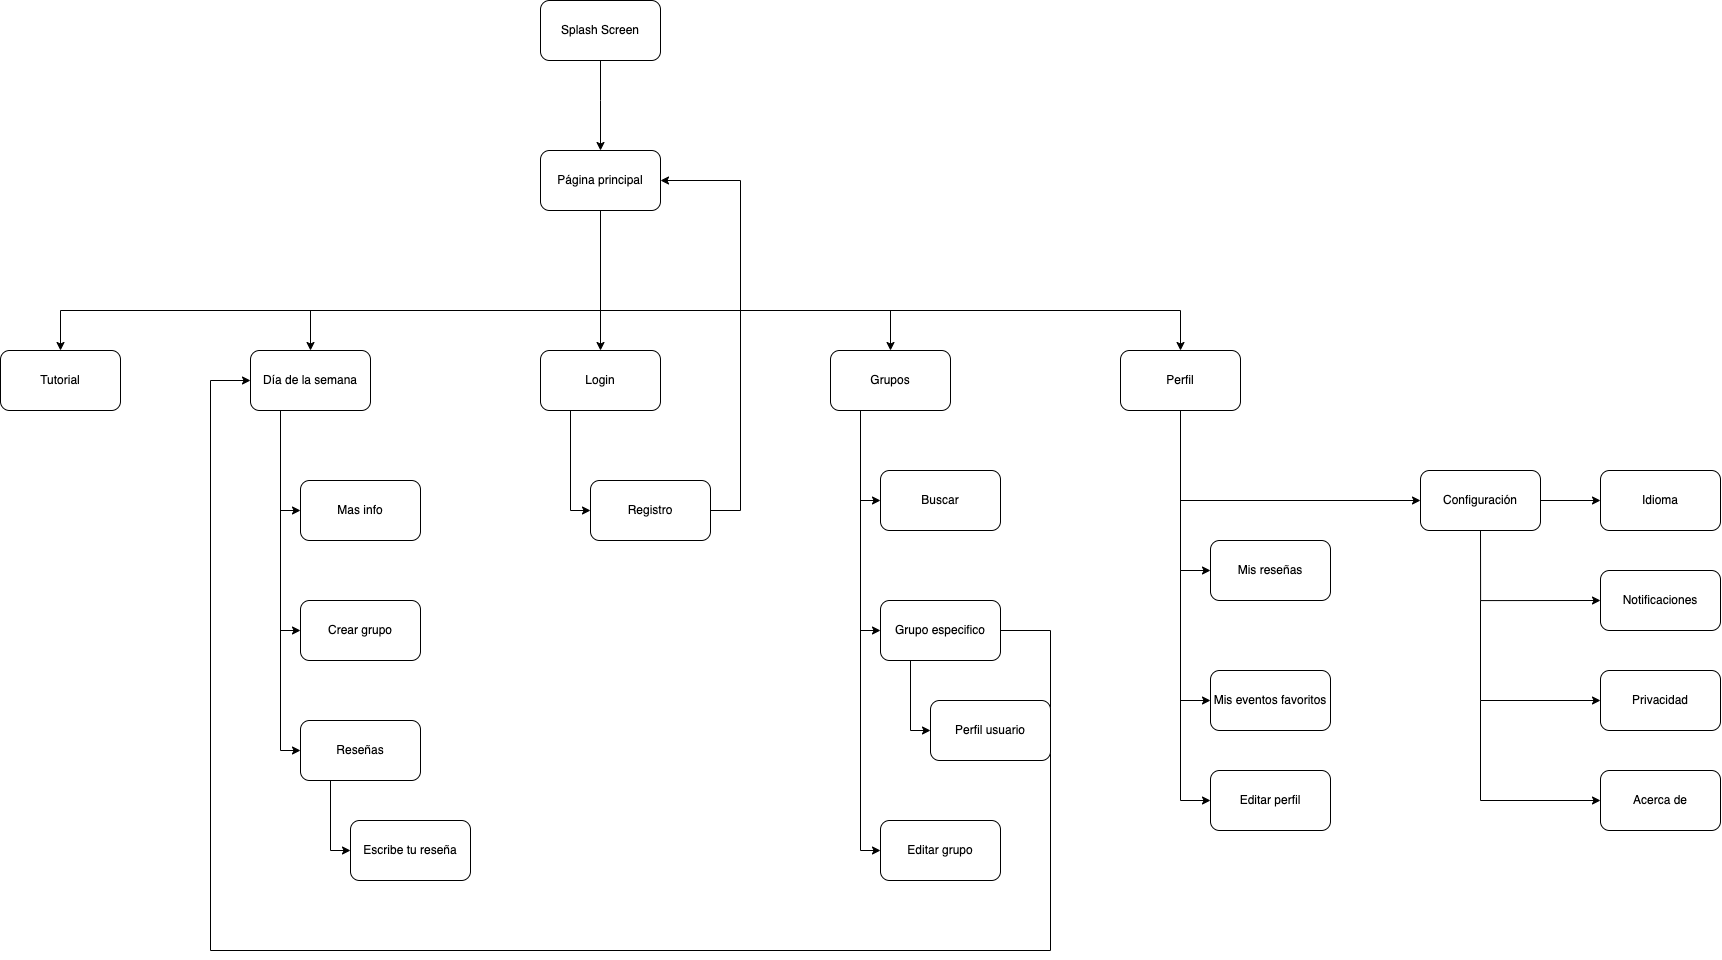 Splash Screen
Página principal
Tutorial
Día de la semana
Login
Grupos
Perfil
Mas info
Registro
Buscar
Configuración
Idioma
Mis reseñas
Notificaciones
Crear grupo
Grupo especifico
Mis eventos favoritos
Privacidad
Perfil usuario
Reseñas
Editar perfil
Acerca de
Escribe tu reseña
Editar grupo